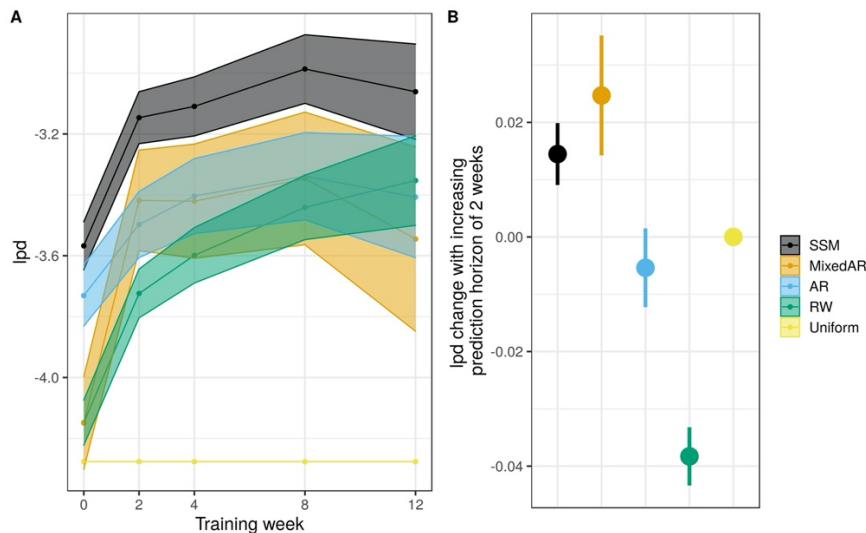 A
B
lpd
-3.2
-3.6
-4.0
0
2
4
8
12
Training week
lpd change with increasing
prediction horizon of 2 weeks
0.02
0.00
-0.02
-0.04
SSM
MixedAR
AR
RW
Uniform